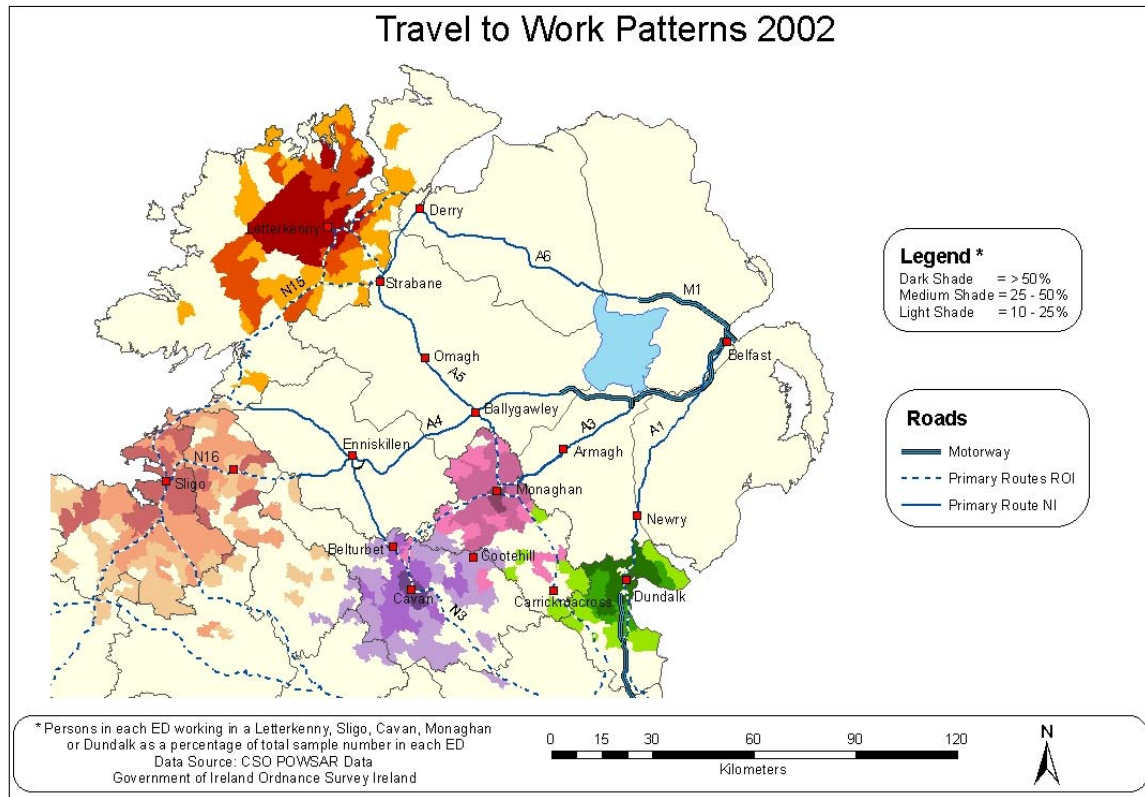 Travel to Work Patterns 2002
Derry
Letterkenny
A6
N15
Strabane
M1
Belfast
Omagh
A5
Ballygawley
A4
A3
A1
Enniskillen
Armagh
N16
Sligo
Monaghan
Newry
Belturbet
Cootehill
Cavan
N3
Carrickmacross
Dundalk
Legend *
Dark Shade = > 50%
Medium Shade = 25 - 50%
Light Shade = 10 - 25%
Roads
Motorway
Primary Routes ROI
Primary Route NI
* Persons in each ED working in a Letterkenny, Sligo, Cavan, Monaghan
or Dundalk as a percentage of total sample number in each ED
Data Source: CSO POWSAR Data
Government of Ireland Ordnance Survey Ireland
0 15 30 60 90 120
Kilometers
N